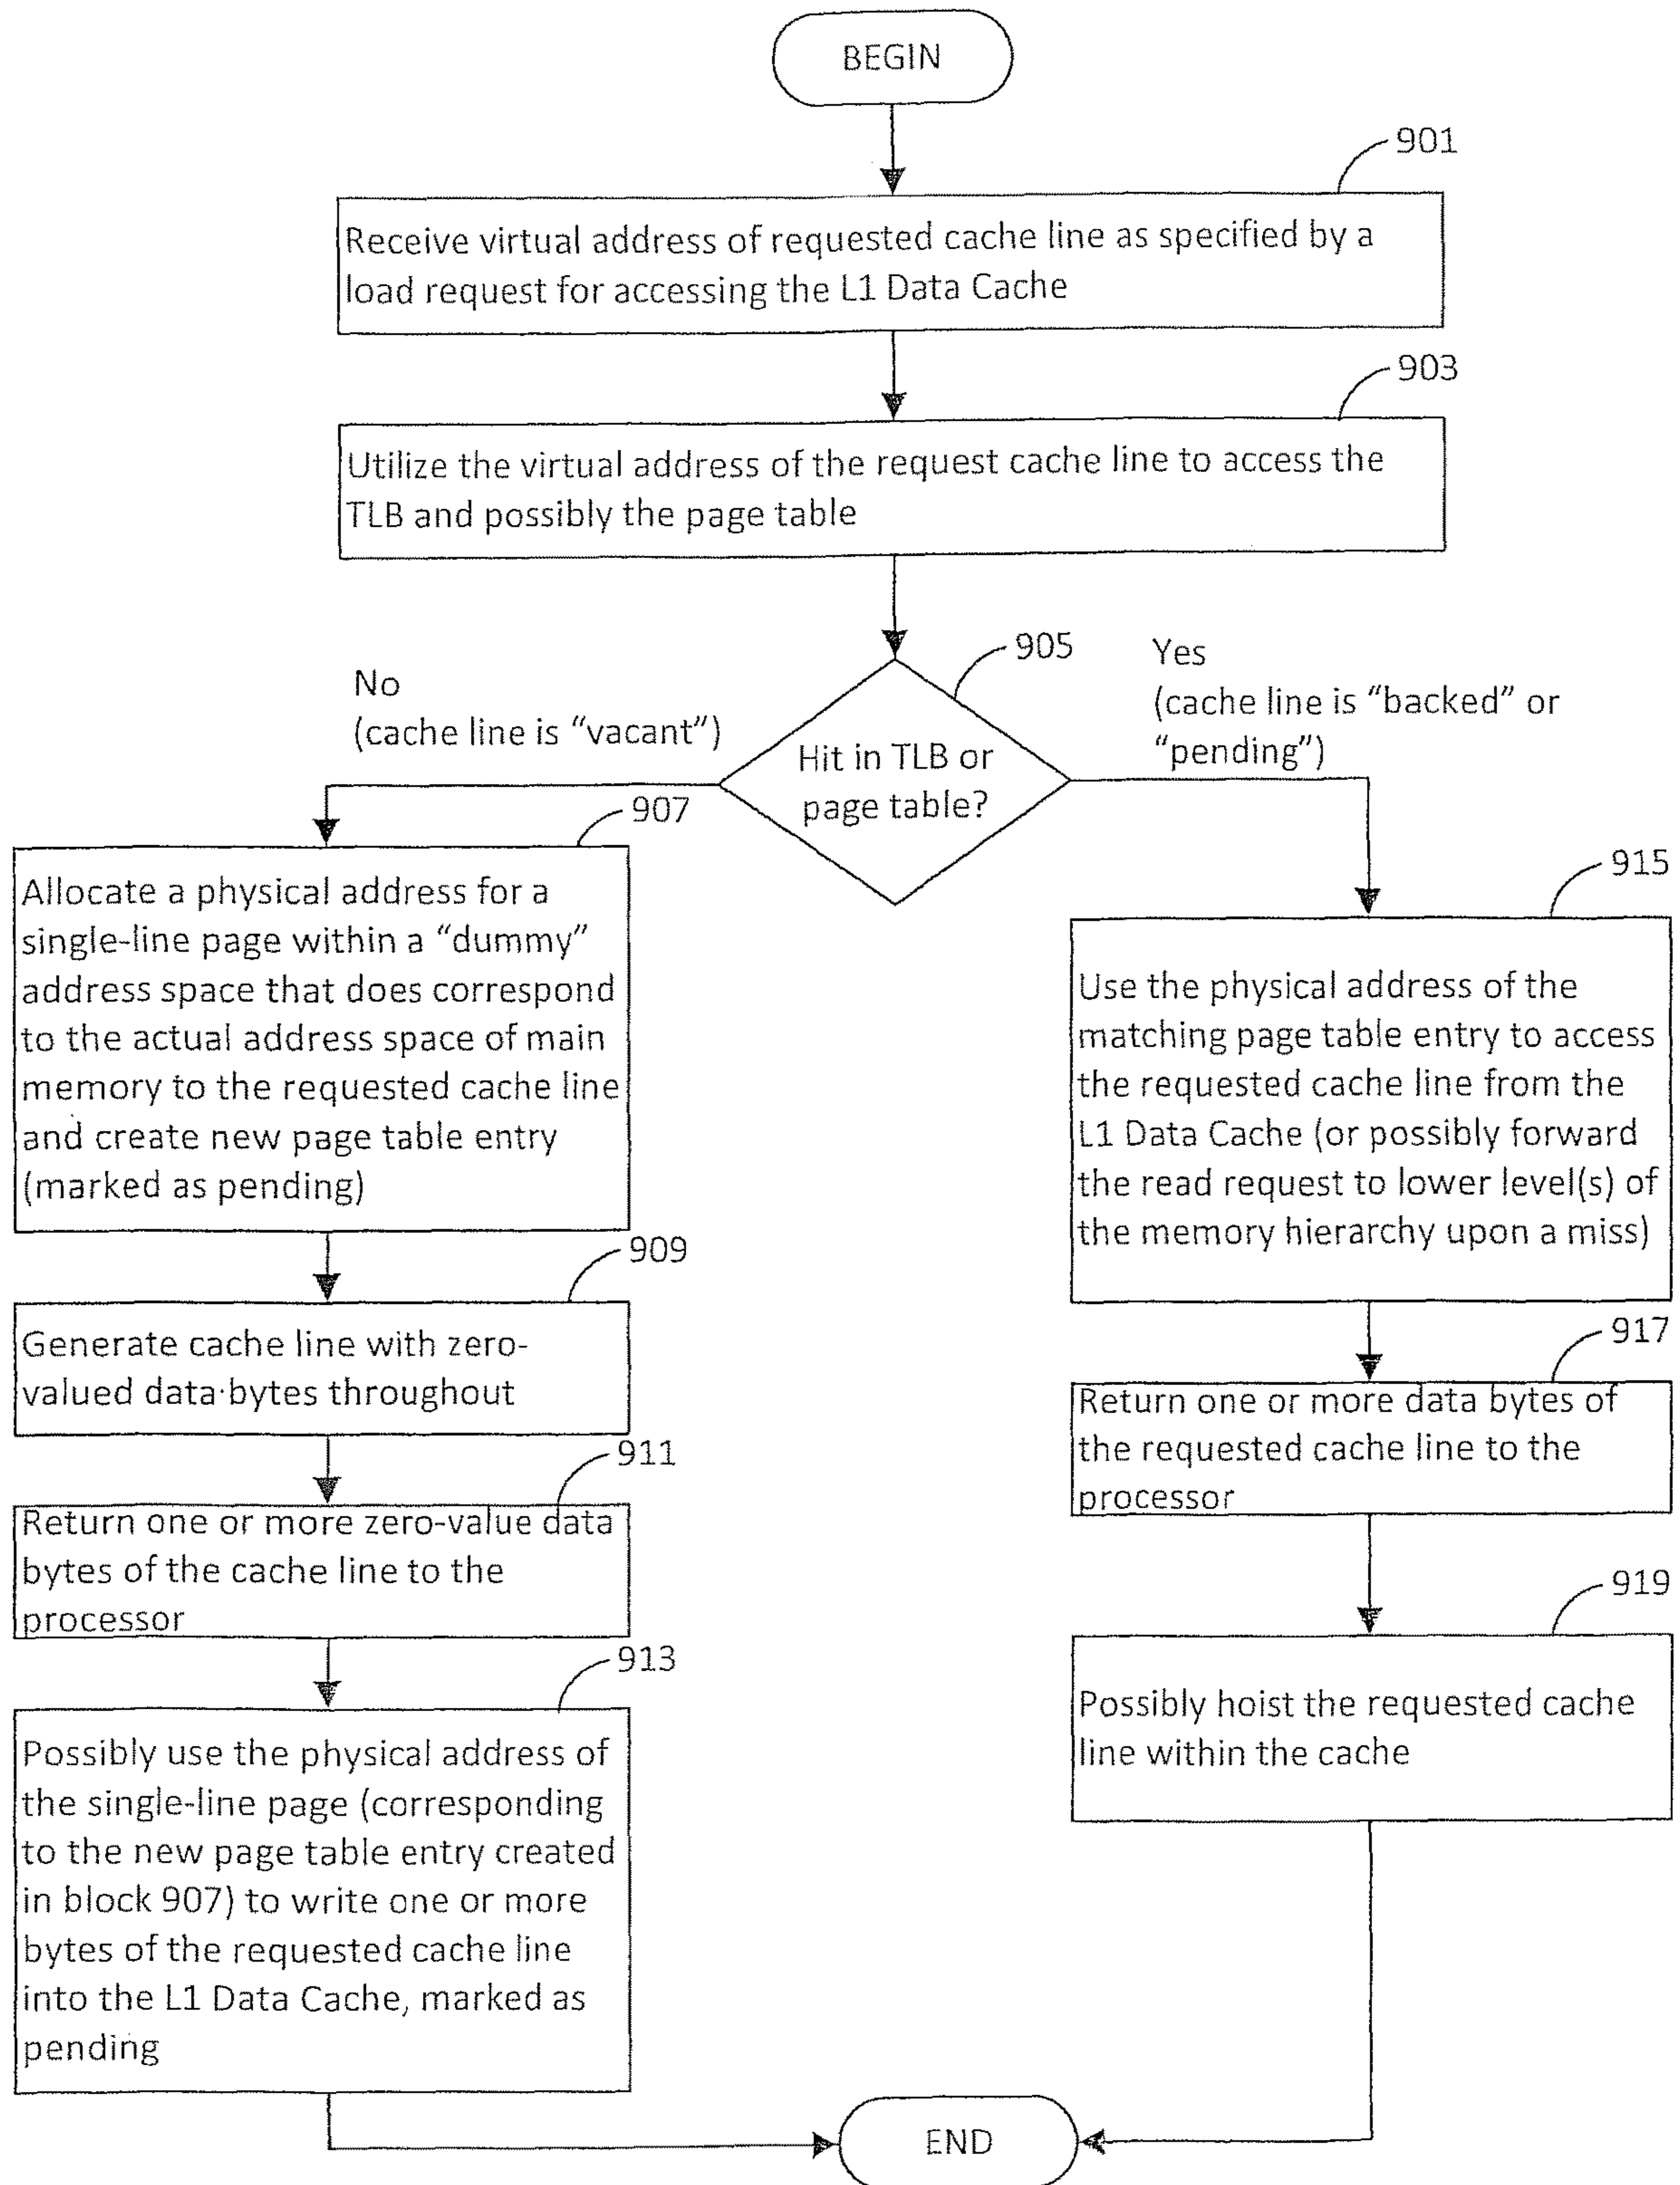 BEGIN
901
Receive virtual address of requested cache line as specified by a
load request for accessing the L1 Data Cache
903
Utilize the virtual address of the request cache line to access the
TLB and possibly the page table
905
Hit in TLB or
page table?
No
(cache line is “vacant”)
907
Allocate a physical address for a
single-line page within a “dummy”
address space that does correspond
to the actual address space of main
memory to the requested cache line
and create new page table entry
(marked as pending)
909
Generate cache line with zero-
valued data bytes throughout
911
Return one or more zero-value data
bytes of the cache line to the
processor
913
Possibly use the physical address of
the single-line page (corresponding
to the new page table entry created
in block 907) to write one or more
bytes of the requested cache line
into the L1 Data Cache, marked as
pending
Yes
(cache line is “backed” or
“pending”)
915
Use the physical address of the
matching page table entry to access
the requested cache line from the
L1 Data Cache (or possibly forward
the read request to lower level(s) of
the memory hierarchy upon a miss)
917
Return one or more data bytes of
the requested cache line to the
processor
919
Possibly hoist the requested cache
line within the cache
END